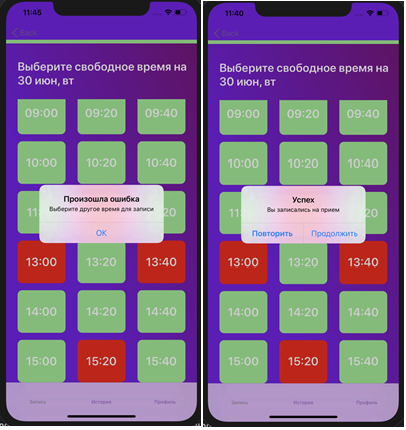 11:45
Back
Выберите свободное время на
30 июн, вт
09:00 09:20 09:40
10:00 10:20 10:40
Произошла ошибка
Выберите другое время для записи
OK
13:00 13:20 13:40
14:00 14:20 14:40
15:00 15:20 15:40
Запись История Профиль
11:40
Back
Выберите свободное время на
30 июн, вт
09:00 09:20 09:40
10:00 10:20 10:40
Успех
Вы записались на прием
Повторить Продолжить
13:00 13:20 13:40
14:00 14:20 14:40
15:00 15:20 15:40
Запись История Профиль